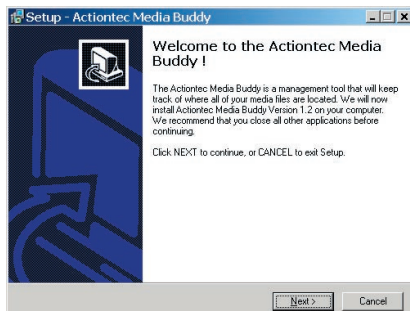 Setup - Actiontec Media Buddy
Welcome to the Actiontec Media
Buddy !
The Actiontec Media Buddy is a management tool that will keep
track of where all of your media files are located. We will now
install Actiontec Media Buddy Version 1.2 on your computer.
We recommend that you close all other applications before
continuing.
Click NEXT to continue, or CANCEL to exit Setup.
Next >
Cancel